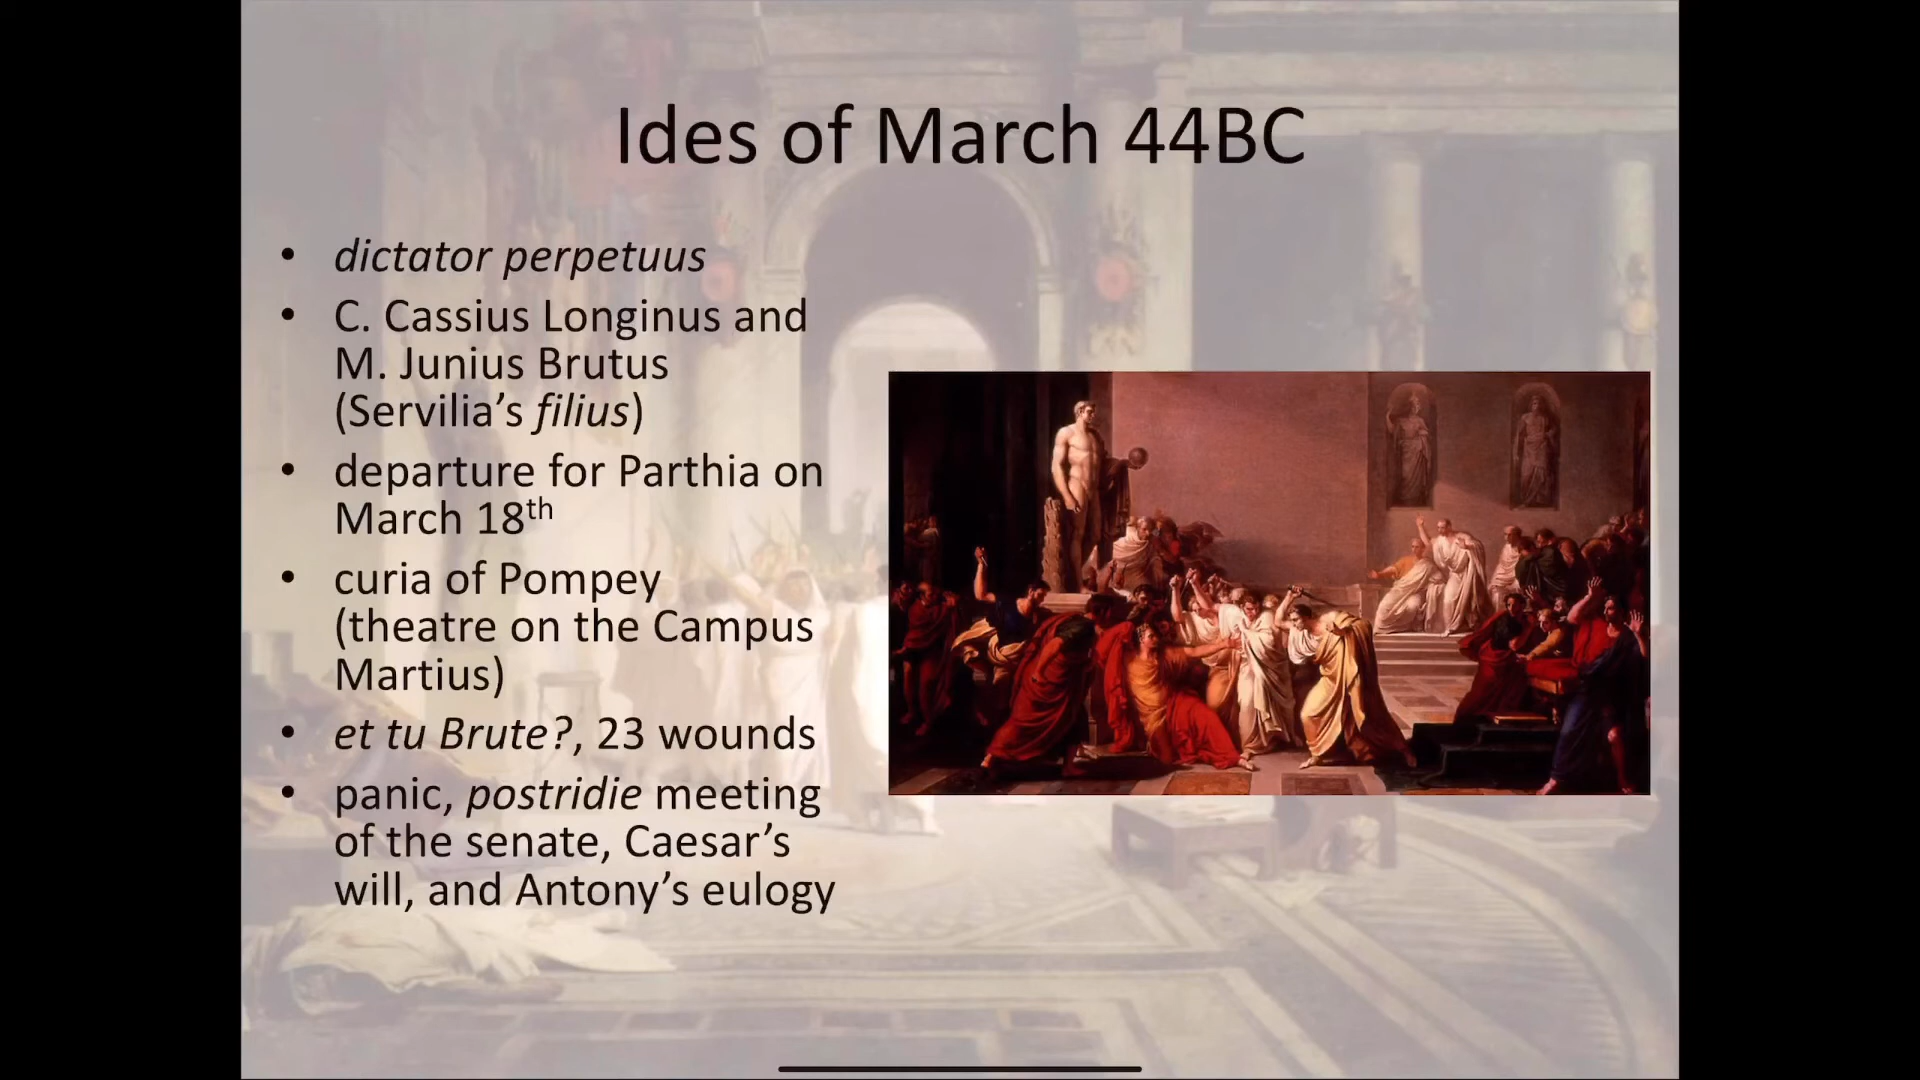 Ides of March 44BC
• dictator perpetuus
• C. Cassius Longinus and
M. Junius Brutus
(Servilia’s filius)
• departure for Parthia on
March 18th
• curia of Pompey
(theatre on the Campus
Martius)
• et tu Brute?, 23 wounds
• panic, postridie meeting
of the senate, Caesar’s
will, and Antony’s eulogy